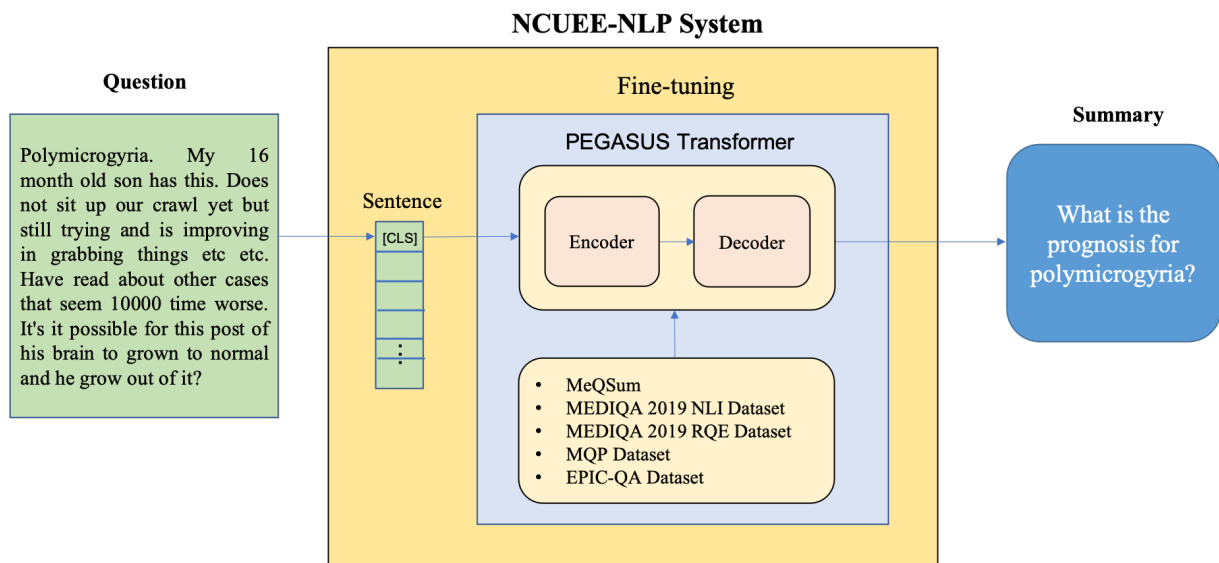 NCUEE-NLP System
Question
Polymicrogyria. My 16
month old son has this. Does
not sit up our crawl yet but
still trying and is improving
in grabbing things etc etc.
Have read about other cases
that seem 10000 time worse.
It's it possible for this post of
his brain to grown to normal
and he grow out of it?
Fine-tuning
Sentence
[CLS]
⋮
PEGASUS Transformer
Encoder
Decoder
• MeQSum
• MEDIQA 2019 NLI Dataset
• MEDIQA 2019 RQE Dataset
• MQP Dataset
• EPIC-QA Dataset
Summary
What is the
prognosis for
polymicrogyria?